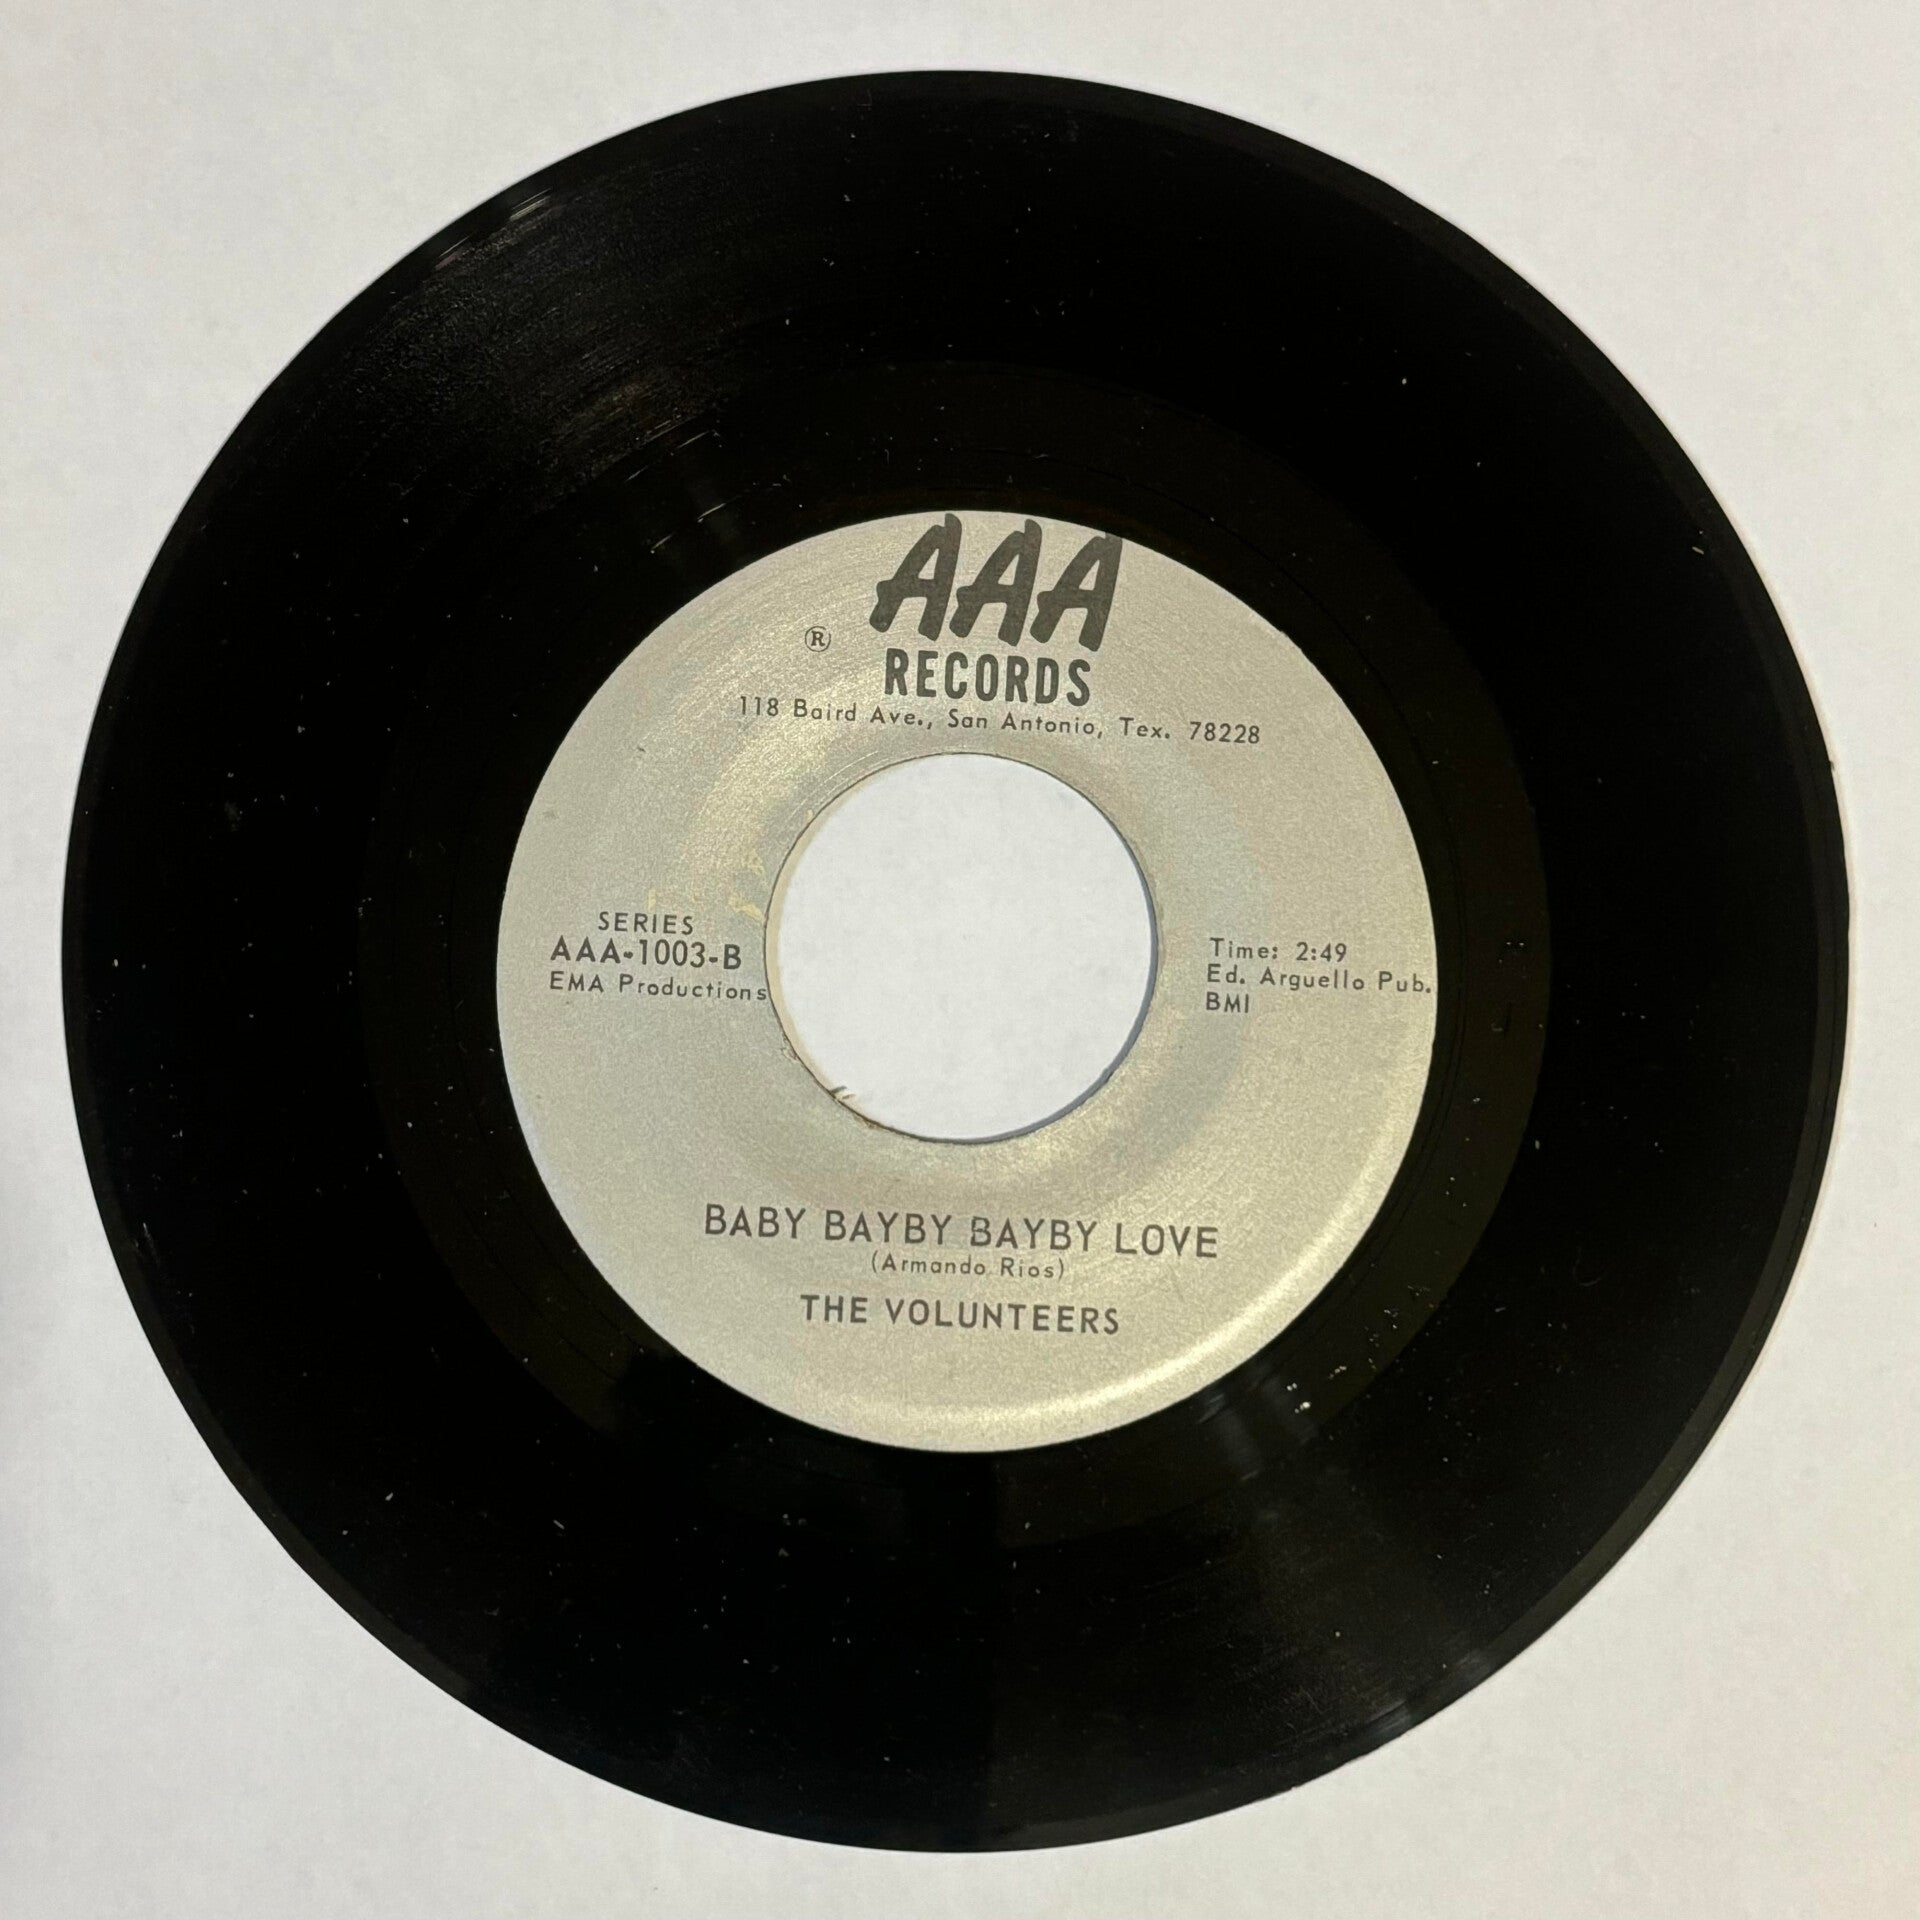 AAA
®
RECORDS
118 Baird Ave., San Antonio, Tex. 78228
SERIES
AAA-1003-B
EMA Productions
Time: 2:49
Ed. Arguello Pub.
BMI
BABY BAYBY BAYBY LOVE
(Armando Rios)
THE VOLUNTEERS